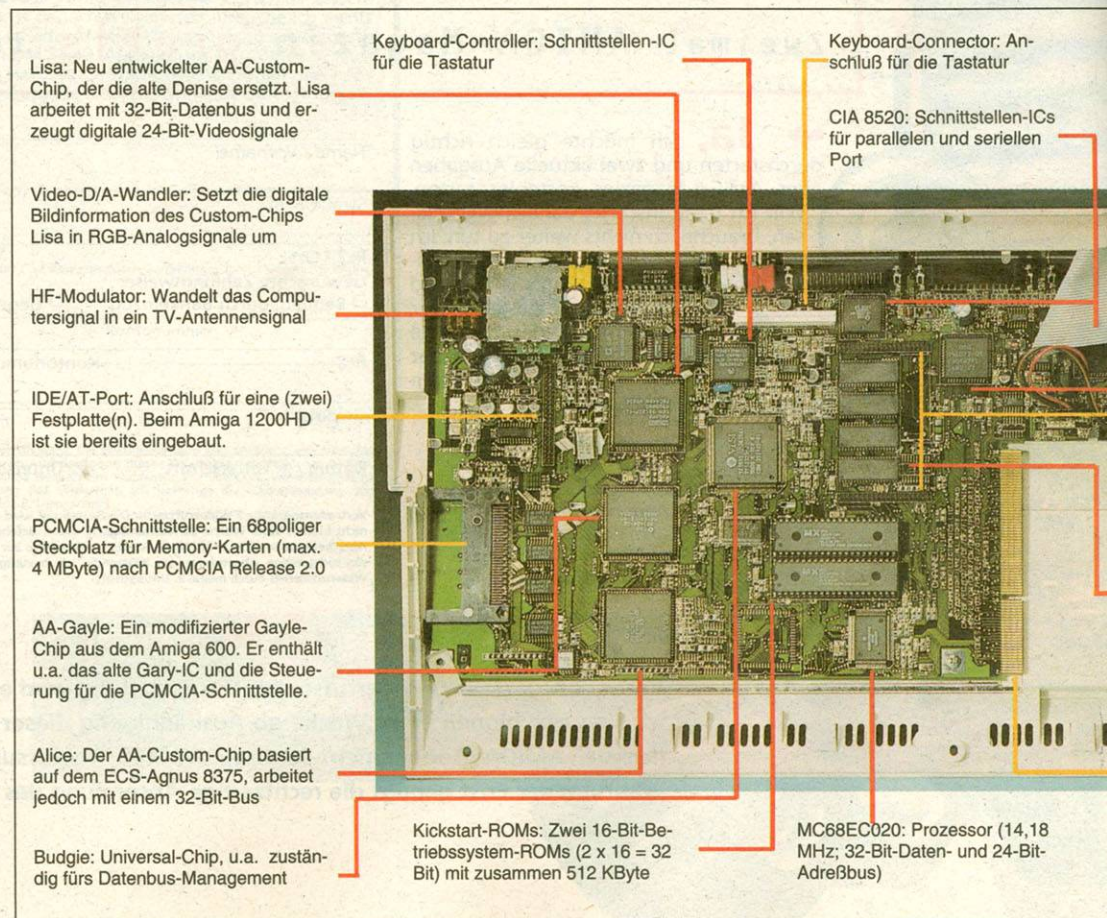 Lisa: Neu entwickelter AA-Custom-
Chip, der die alte Denise ersetzt. Lisa
arbeitet mit 32-Bit-Datenbus und er-
zeugt digitale 24-Bit-Videosignale
Video-D/A-Wandler: Setzt die digitale
Bildinformation des Custom-Chips
Lisa in RGB-Analogsignale um
HF-Modulator: Wandelt das Compu-
tersignal in ein TV-Antennensignal
IDE/AT-Port: Anschluß für eine (zwei)
Festplatte(n). Beim Amiga 1200HD
ist sie bereits eingebaut.
PCMCIA-Schnittstelle: Ein 68poliger
Steckplatz für Memory-Karten (max.
4 MByte) nach PCMCIA Release 2.0
AA-Gayle: Ein modifizierter Gayle-
Chip aus dem Amiga 600. Er enthält
u.a. das alte Gary-IC und die Steue-
rung für die PCMCIA-Schnittstelle.
Alice: Der AA-Custom-Chip basiert
auf dem ECS-Agnus 8375, arbeitet
jedoch mit einem 32-Bit-Bus
Budgie: Universal-Chip, u.a. zustän-
dig fürs Datenbus-Management
Keyboard-Controller: Schnittstellen-IC
für die Tastatur
Keyboard-Connector: An-
schluß für die Tastatur
CIA 8520: Schnittstellen-ICs
für parallelen und seriellen
Port
Kickstart-ROMs: Zwei 16-Bit-Be-
triebssystem-ROMs (2 x 16 = 32
Bit) mit zusammen 512 KByte
MC68EC020: Prozessor (14,18
MHz; 32-Bit-Daten- und 24-Bit-
Adreßbus)